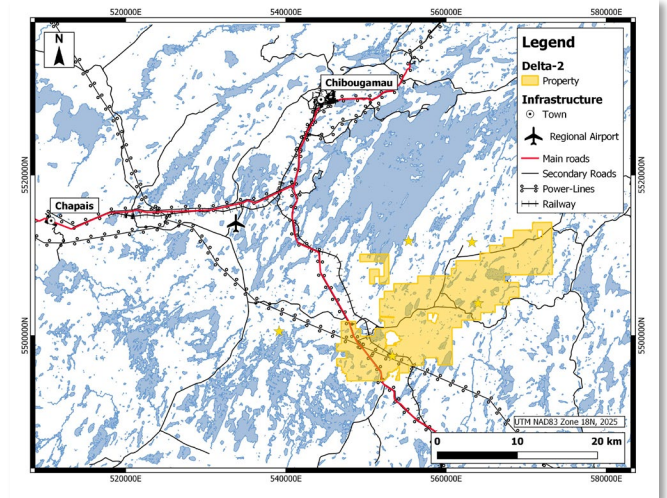 520000E
540000E
560000E
580000E
N
Legend
Delta-2
Property
Infrastructure
Town
Regional Airport
Main roads
Secondary Roads
Power-Lines
Railway
Chibougamau
Chapais
5520000N
5520000N
5500000N
5500000N
UTM NAD83 Zone 18N, 2025
0 10 20 km
520000E
540000E
560000E
580000E